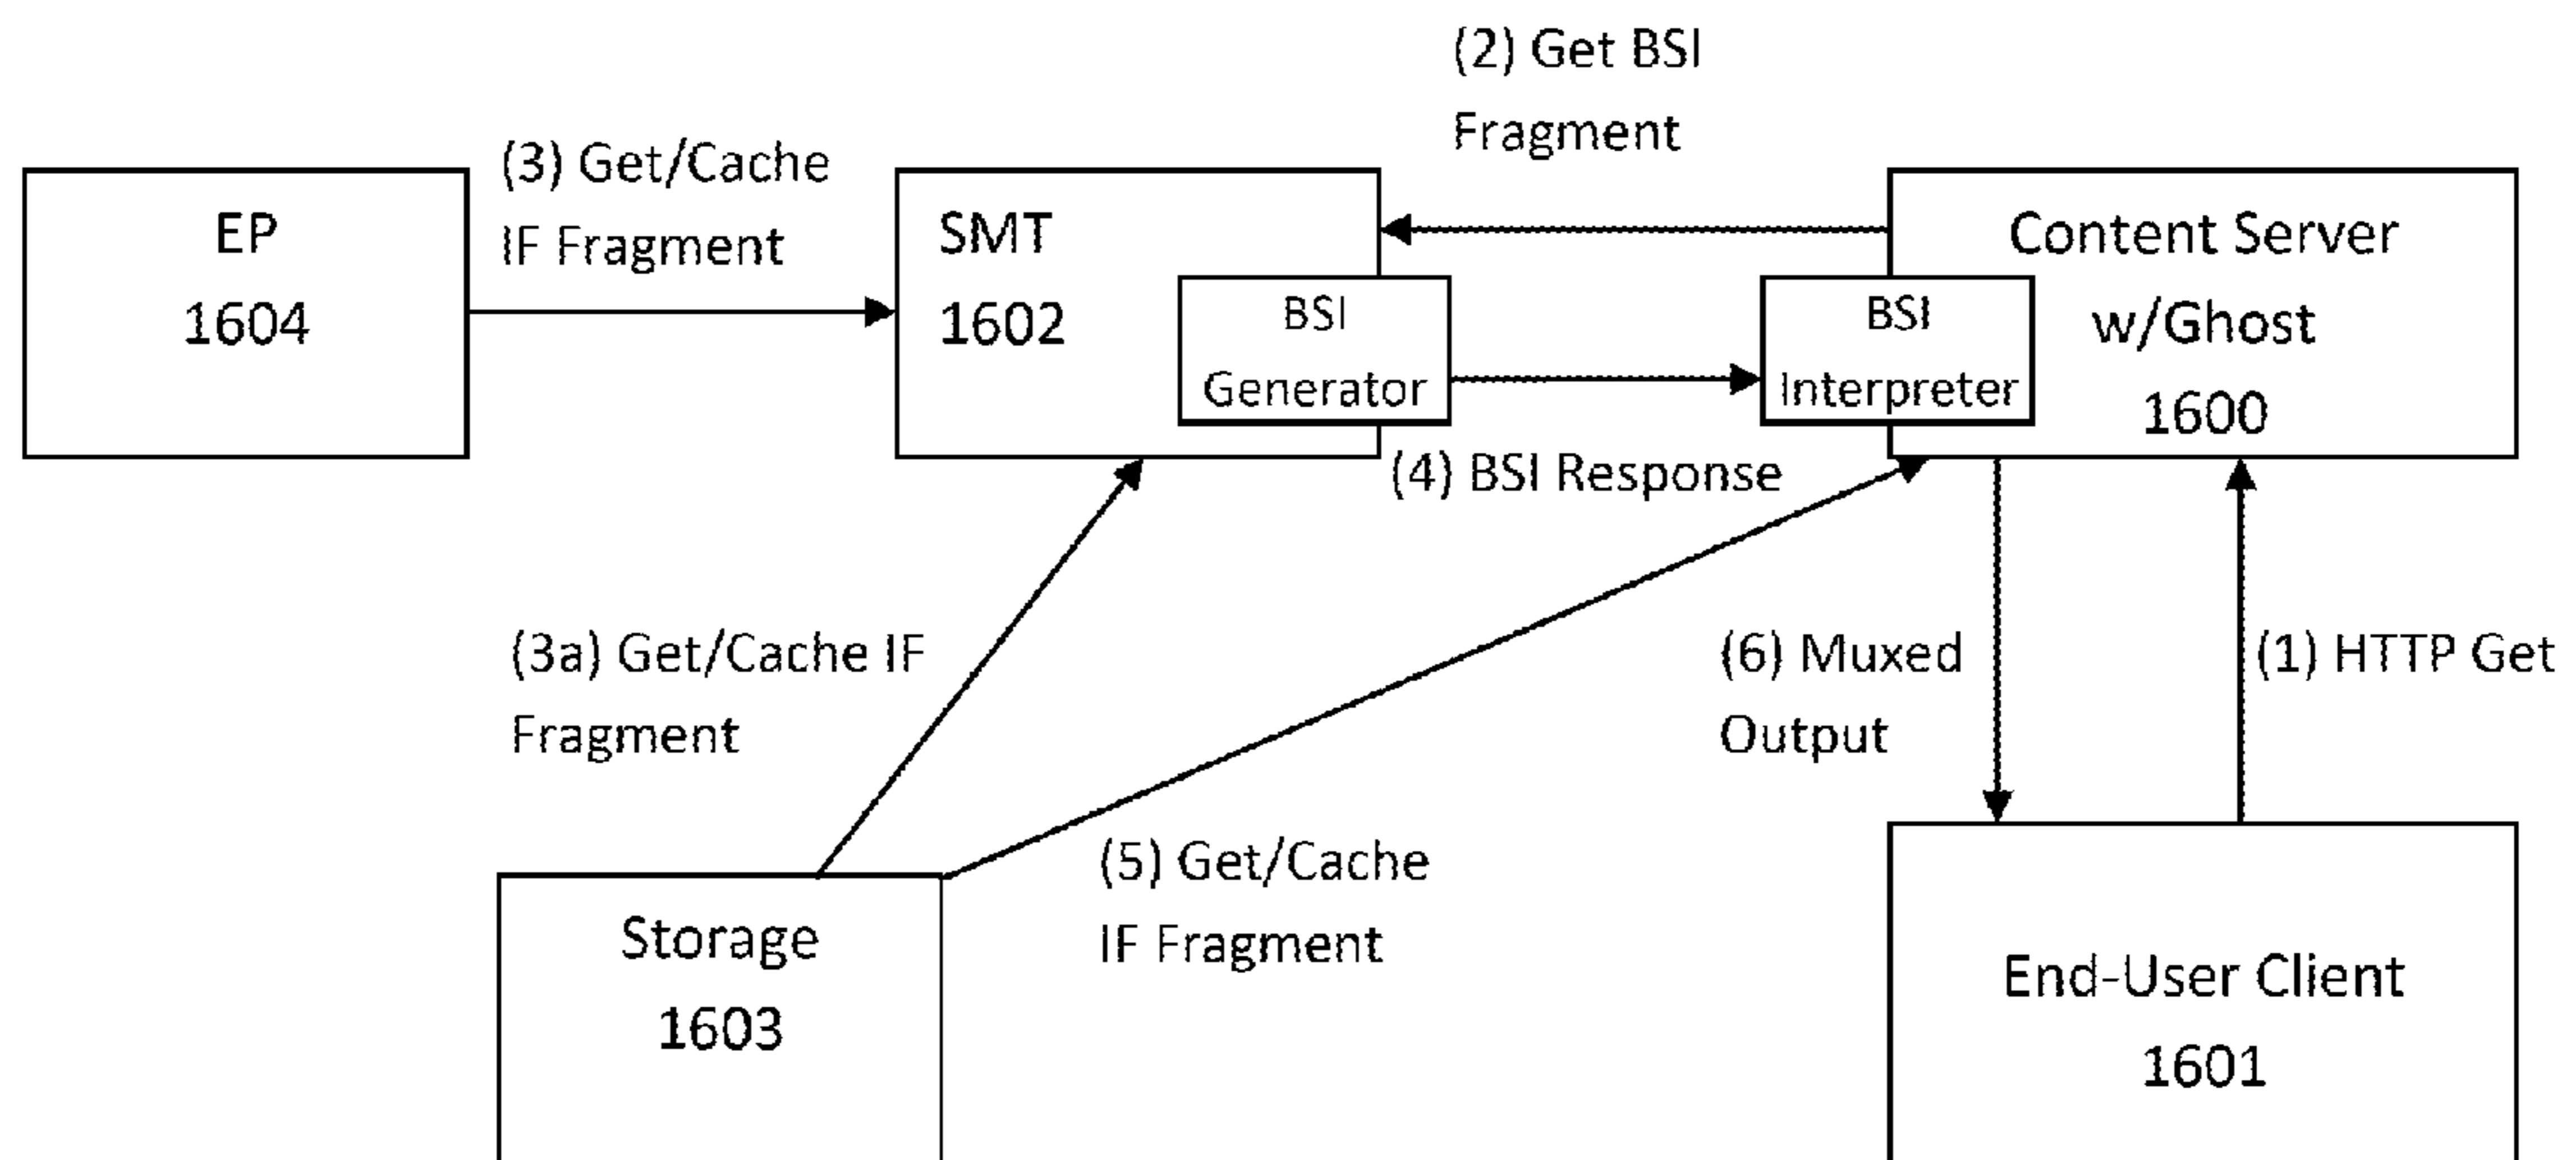 (2) Get BSI
Fragment
(3) Get/Cache
IF Fragment
EP
1604
SMT
1602
BSI
Generator
BSI
Interpreter
Content Server
w/Ghost
1600
(4) BSI Response
(3a) Get/Cache IF
Fragment
(6) Muxed
Output
(1) HTTP Get
(5) Get/Cache
IF Fragment
Storage
1603
End-User Client
1601